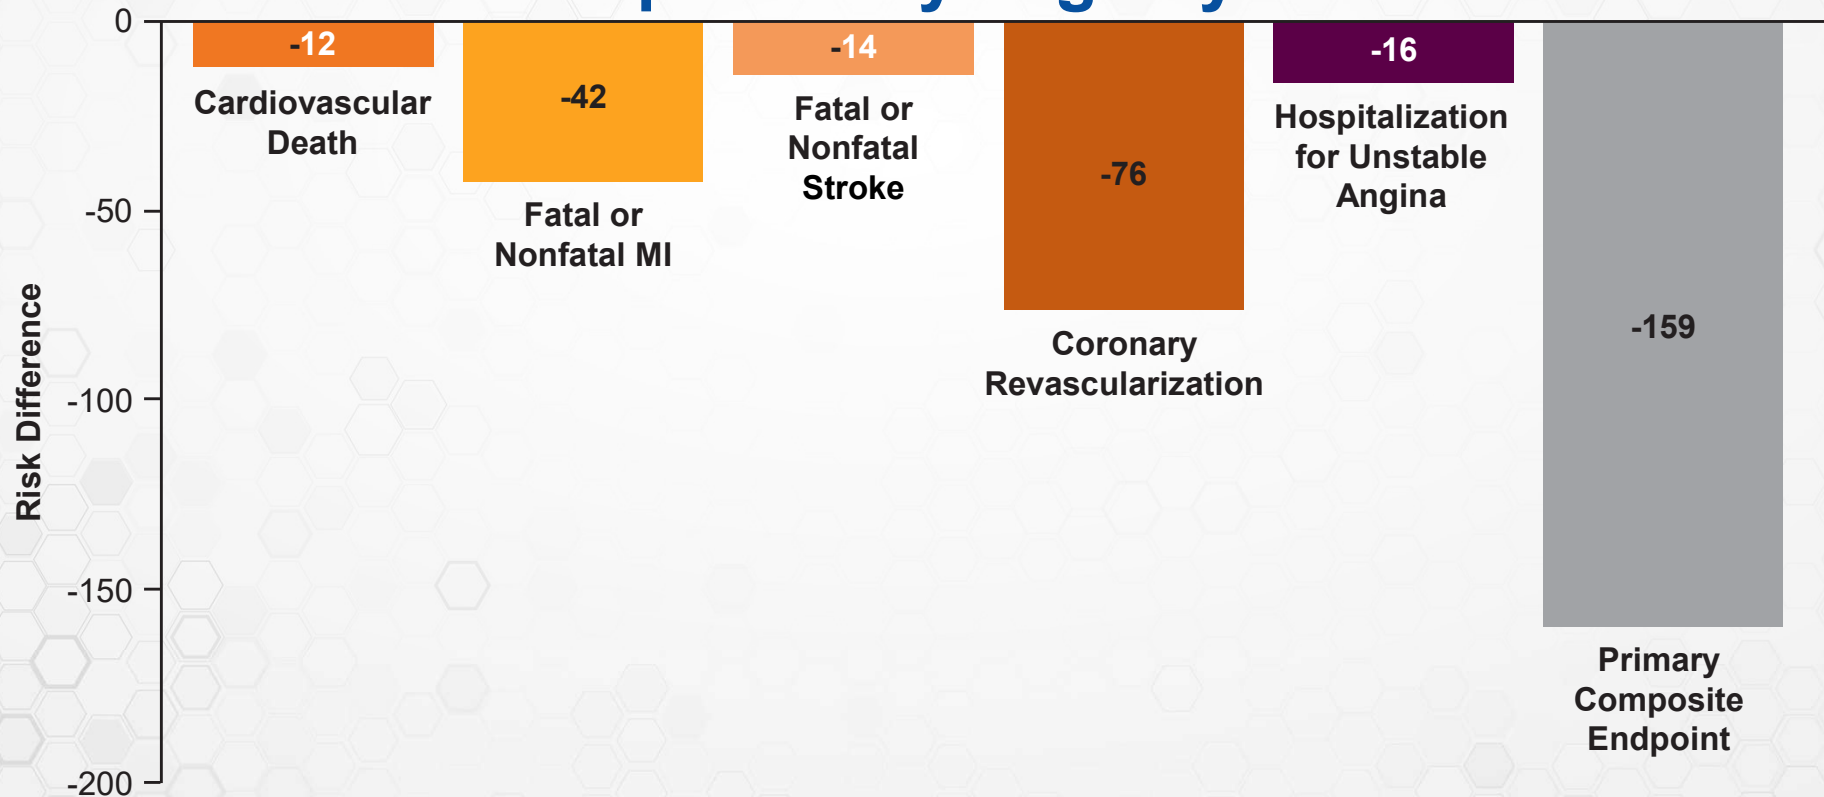 0
-50
-100
-150
-200
Risk Difference
-12
Cardiovascular
Death
-42
Fatal or
Nonfatal MI
-14
Fatal or
Nonfatal
Stroke
-76
Coronary
Revascularization
-16
Hospitalization
for Unstable
Angina
-159
Primary
Composite
Endpoint